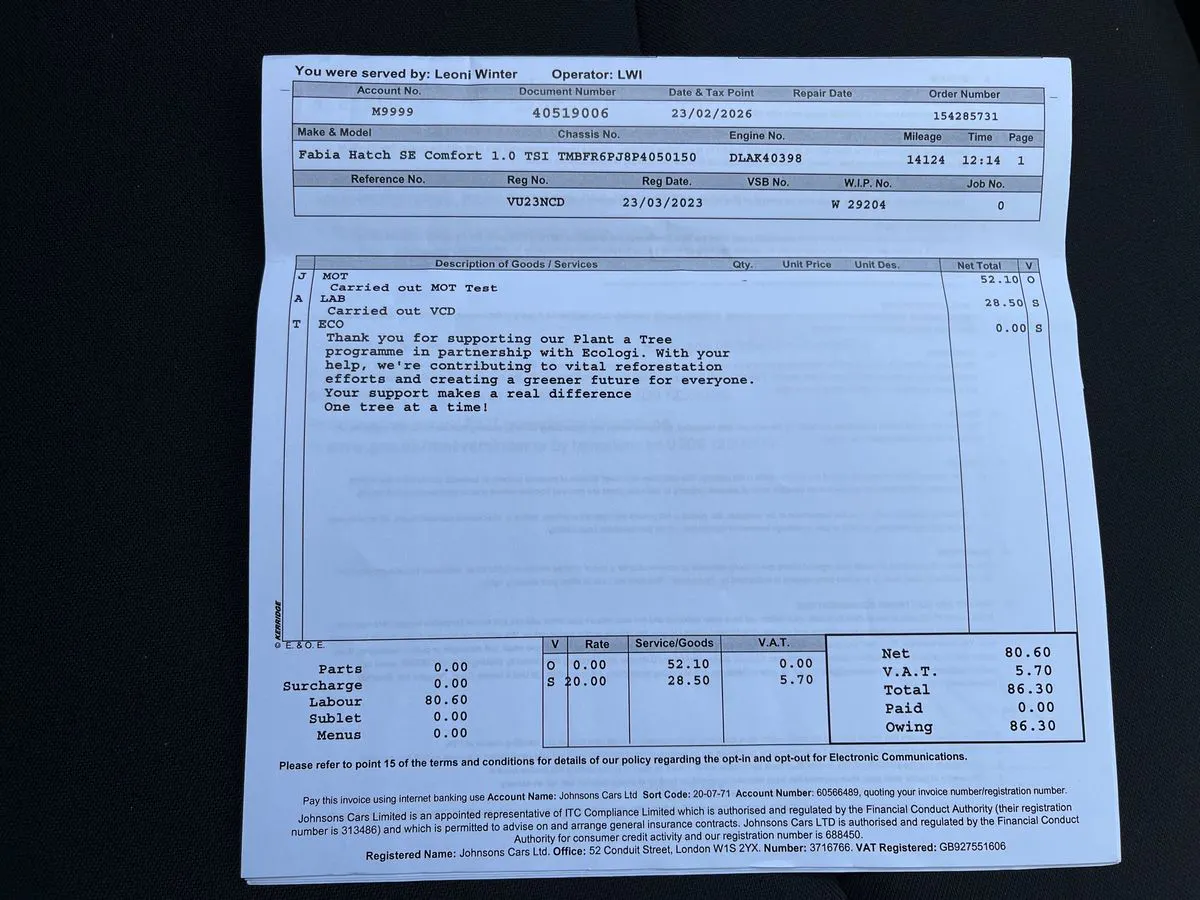 You were served by: Leoni Winter Operator: LWI
Account No. Document Number Date & Tax Point Repair Date Order Number
M9999 40519006 23/02/2026 154285731
Make & Model Chassis No. Engine No. Mileage Time Page
Fabia Hatch SE Comfort 1.0 TSI TMBFR6PJ8P4050150 DLAK40398 14124 12:14 1
Reference No. Reg No. Reg Date. VSB No. W.I.P. No. Job No.
VU23NCD 23/03/2023 W 29204 0
Description of Goods / Services Qty. Unit Price Unit Des. Net Total V
J MOT 52.10 O
Carried out MOT Test
A LAB 28.50 S
Carried out VCD
T ECO 0.00 S
Thank you for supporting our Plant a Tree
programme in partnership with Ecologi. With your
help, we're contributing to vital reforestation
efforts and creating a greener future for everyone.
Your support makes a real difference
One tree at a time!
KERRIDGE
© E. & O. E.
V Rate Service/Goods V.A.T.
Parts 0.00 O 0.00 52.10 0.00 Net 80.60
Surcharge 0.00 S 20.00 28.50 5.70 V.A.T. 5.70
Labour 80.60 Total 86.30
Sublet 0.00 Paid 0.00
Menus 0.00 Owing 86.30
Please refer to point 15 of the terms and conditions for details of our policy regarding the opt-in and opt-out for Electronic Communications.
Pay this invoice using internet banking use Account Name: Johnsons Cars Ltd Sort Code: 20-07-71 Account Number: 60566489, quoting your invoice number/registration number.
Johnsons Cars Limited is an appointed representative of ITC Compliance Limited which is authorised and regulated by the Financial Conduct Authority (their registration
number is 313486) and which is permitted to advise on and arrange general insurance contracts. Johnsons Cars LTD is authorised and regulated by the Financial Conduct
Authority for consumer credit activity and our registration number is 688450.
Registered Name: Johnsons Cars Ltd. Office: 52 Conduit Street, London W1S 2YX. Number: 3716766. VAT Registered: GB927551606